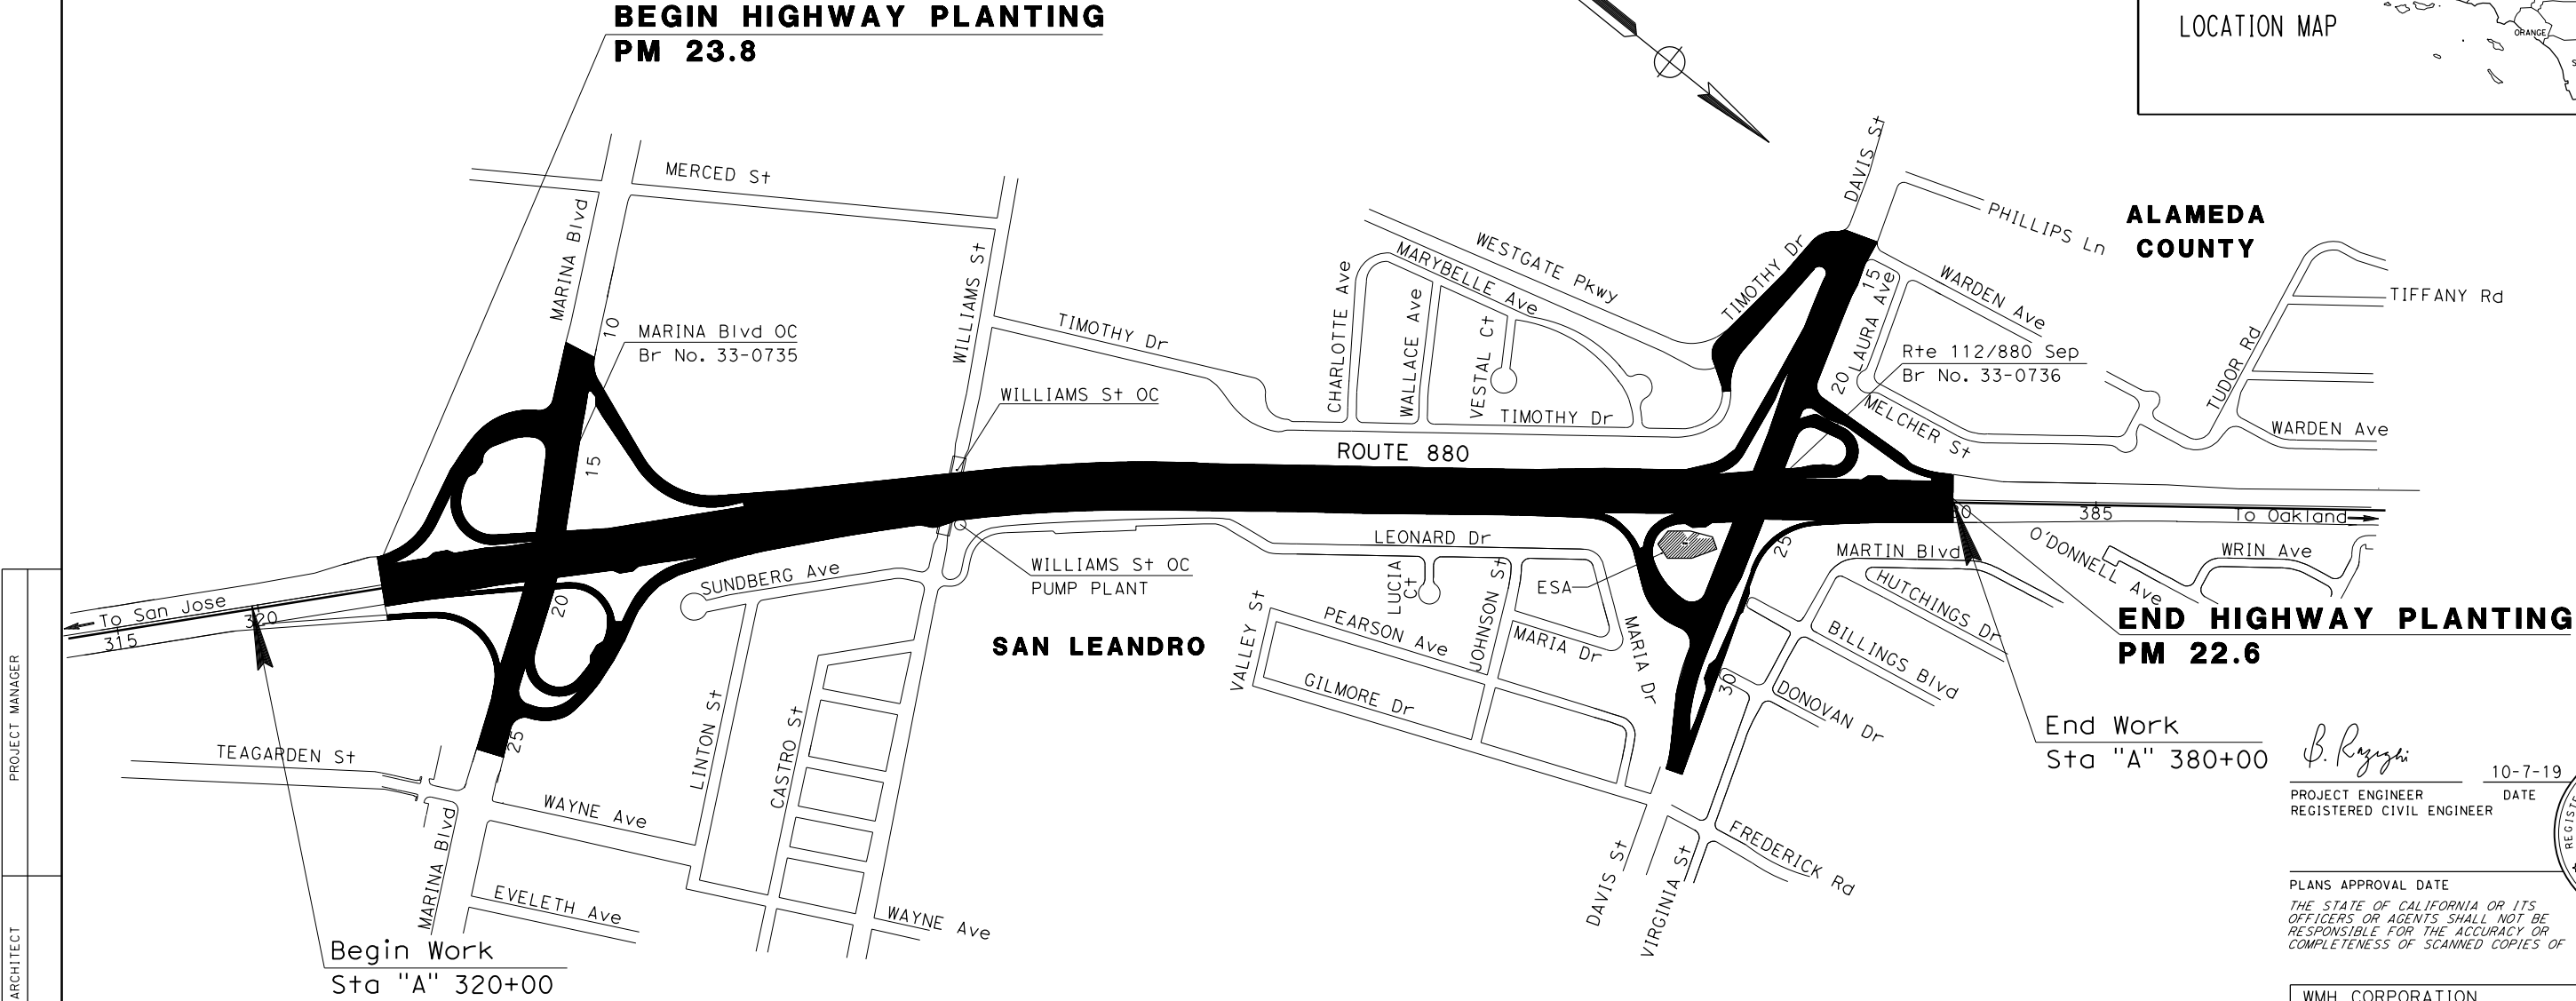 BEGIN HIGHWAY PLANTING
PM 23.8
LOCATION MAP
ORANGE
MERCED St
MARINA Blvd
10
MARINA Blvd OC
Br No. 33-0735
15
WILLIAMS St
TIMOTHY Dr
WILLIAMS St OC
CHARLOTTE Ave
MARYBELLE Ave
WESTGATE Pkwy
WALLACE Ave
VESTAL Ct
TIMOTHY Dr
TIMOTHY Dr
DAVIS St
PHILLIPS Ln
ALAMEDA
COUNTY
15
LAURA Ave
WARDEN Ave
20
Rte 112/880 Sep
Br No. 33-0736
TIFFANY Rd
TUDOR Rd
MELCHER St
WARDEN Ave
ROUTE 880
To San Jose
315
320
20
SUNDBERG Ave
WILLIAMS St OC
PUMP PLANT
SAN LEANDRO
LEONARD Dr
LUCIA
Ct
JOHNSON St
ESA
VALLEY St
PEARSON Ave
MARIA Dr
MARIA Dr
GILMORE Dr
25
30
385
To Oakland
MARTIN Blvd
O'DONNELL Ave
WRIN Ave
HUTCHINGS Dr
BILLINGS Blvd
DONOVAN Dr
END HIGHWAY PLANTING
PM 22.6
End Work
Sta "A" 380+00
TEAGARDEN St
25
LINTON St
CASTRO St
WAYNE Ave
MARINA Blvd
EVELETH Ave
WAYNE Ave
DAVIS St
VIRGINIA St
FREDERICK Rd
Begin Work
Sta "A" 320+00
PROJECT MANAGER
ARCHITECT
10-7-19
PROJECT ENGINEER DATE
REGISTERED CIVIL ENGINEER
PLANS APPROVAL DATE
THE STATE OF CALIFORNIA OR ITS
OFFICERS OR AGENTS SHALL NOT BE
RESPONSIBLE FOR THE ACCURACY OR
COMPLETENESS OF SCANNED COPIES OF
WMH CORPORATION